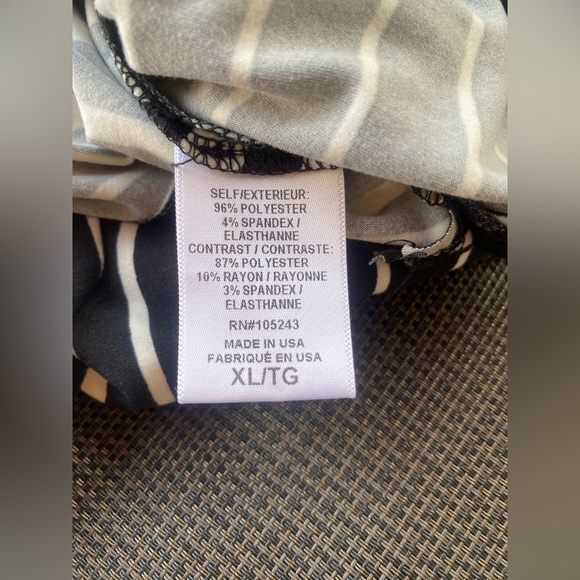 SELF/EXTERIEUR:
96% POLYESTER
4% SPANDEX /
ELASTHANNE
CONTRAST / CONTRASTE:
87% POLYESTER
10% RAYON / RAYONNE
3% SPANDEX /
ELASTHANNE
RN#105243
MADE IN USA
FABRIQUÉ EN USA
XL/TG